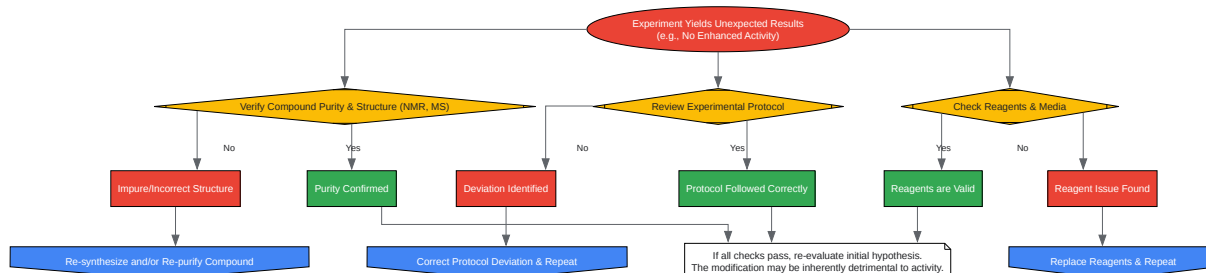 Experiment Yields Unexpected Results
(e.g., No Enhanced Activity)
Verify Compound Purity & Structure (NMR, MS)
Review Experimental Protocol
Check Reagents & Media
No
Yes
No
Yes
Yes
No
Impure/Incorrect Structure
Purity Confirmed
Deviation Identified
Protocol Followed Correctly
Reagents are Valid
Reagent Issue Found
Re-synthesize and/or Re-purify Compound
Correct Protocol Deviation & Repeat
If all checks pass, re-evaluate initial hypothesis.
The modification may be inherently detrimental to activity.
Replace Reagents & Repeat